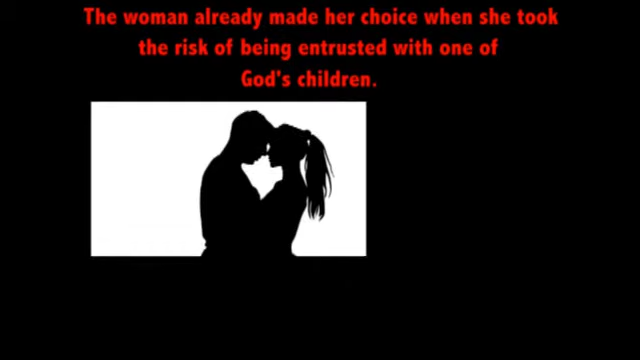 The woman already made her choice when she took
the risk of being entrusted with one of
God's children.